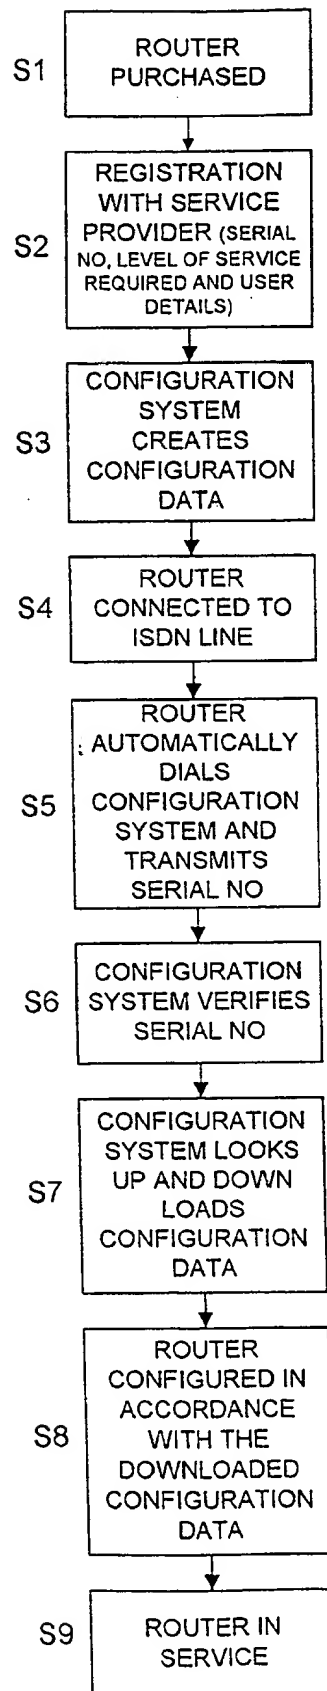 S1
ROUTER
PURCHASED
S2
REGISTRATION
WITH SERVICE
PROVIDER (SERIAL
NO, LEVEL OF SERVICE
REQUIRED AND USER
DETAILS)
S3
CONFIGURATION
SYSTEM
CREATES
CONFIGURATION
DATA
S4
ROUTER
CONNECTED TO
ISDN LINE
S5
ROUTER
AUTOMATICALLY
DIALS
CONFIGURATION
SYSTEM AND
TRANSMITS
SERIAL NO
S6
CONFIGURATION
SYSTEM VERIFIES
SERIAL NO
S7
CONFIGURATION
SYSTEM LOOKS
UP AND DOWN
LOADS
CONFIGURATION
DATA
S8
ROUTER
CONFIGURED IN
ACCORDANCE
WITH THE
DOWNLOADED
CONFIGURATION
DATA
S9
ROUTER IN
SERVICE